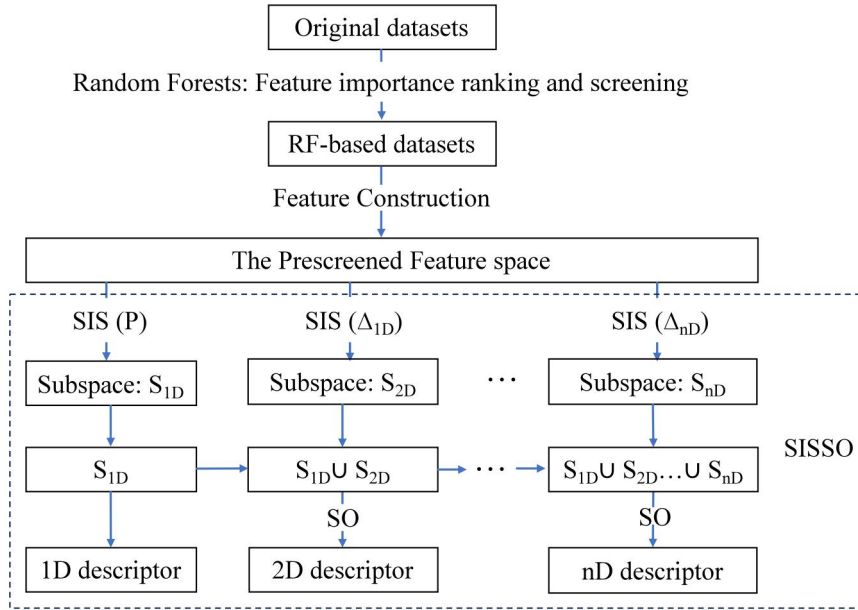 Original datasets
Random Forests: Feature importance ranking and screening
RF-based datasets
Feature Construction
The Prescreened Feature space
SIS (P)
SIS (Δ1D)
SIS (ΔnD)
Subspace: S1D
Subspace: S2D
···
Subspace: SnD
S1D
S1D∪ S2D
···
S1D∪ S2D…∪ SnD
SISSO
SO
SO
1D descriptor
2D descriptor
nD descriptor